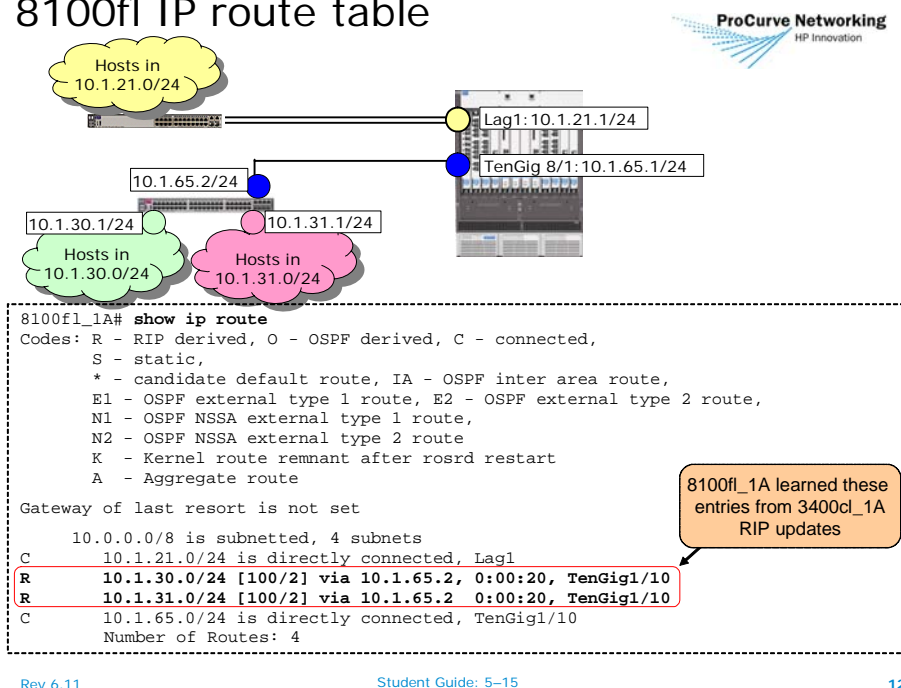 8100fl IP route table
ProCurve Networking
HP Innovation
Hosts in
10.1.21.0/24
Lag1:10.1.21.1/24
TenGig 8/1:10.1.65.1/24
10.1.65.2/24
10.1.30.1/24
10.1.31.1/24
Hosts in
10.1.30.0/24
Hosts in
10.1.31.0/24
8100fl_1A# show ip route
Codes: R - RIP derived, O - OSPF derived, C - connected,
S - static,
* - candidate default route, IA - OSPF inter area route,
E1 - OSPF external type 1 route, E2 - OSPF external type 2 route,
N1 - OSPF NSSA external type 1 route,
N2 - OSPF NSSA external type 2 route
K - Kernel route remnant after rosrd restart
A - Aggregate route
Gateway of last resort is not set
10.0.0.0/8 is subnetted, 4 subnets
C 10.1.21.0/24 is directly connected, Lag1
R 10.1.30.0/24 [100/2] via 10.1.65.2, 0:00:20, TenGig1/10
R 10.1.31.0/24 [100/2] via 10.1.65.2 0:00:20, TenGig1/10
C 10.1.65.0/24 is directly connected, TenGig1/10
Number of Routes: 4
8100fl_1A learned these
entries from 3400cl_1A
RIP updates
Rev 6.11
Student Guide: 5–15
12